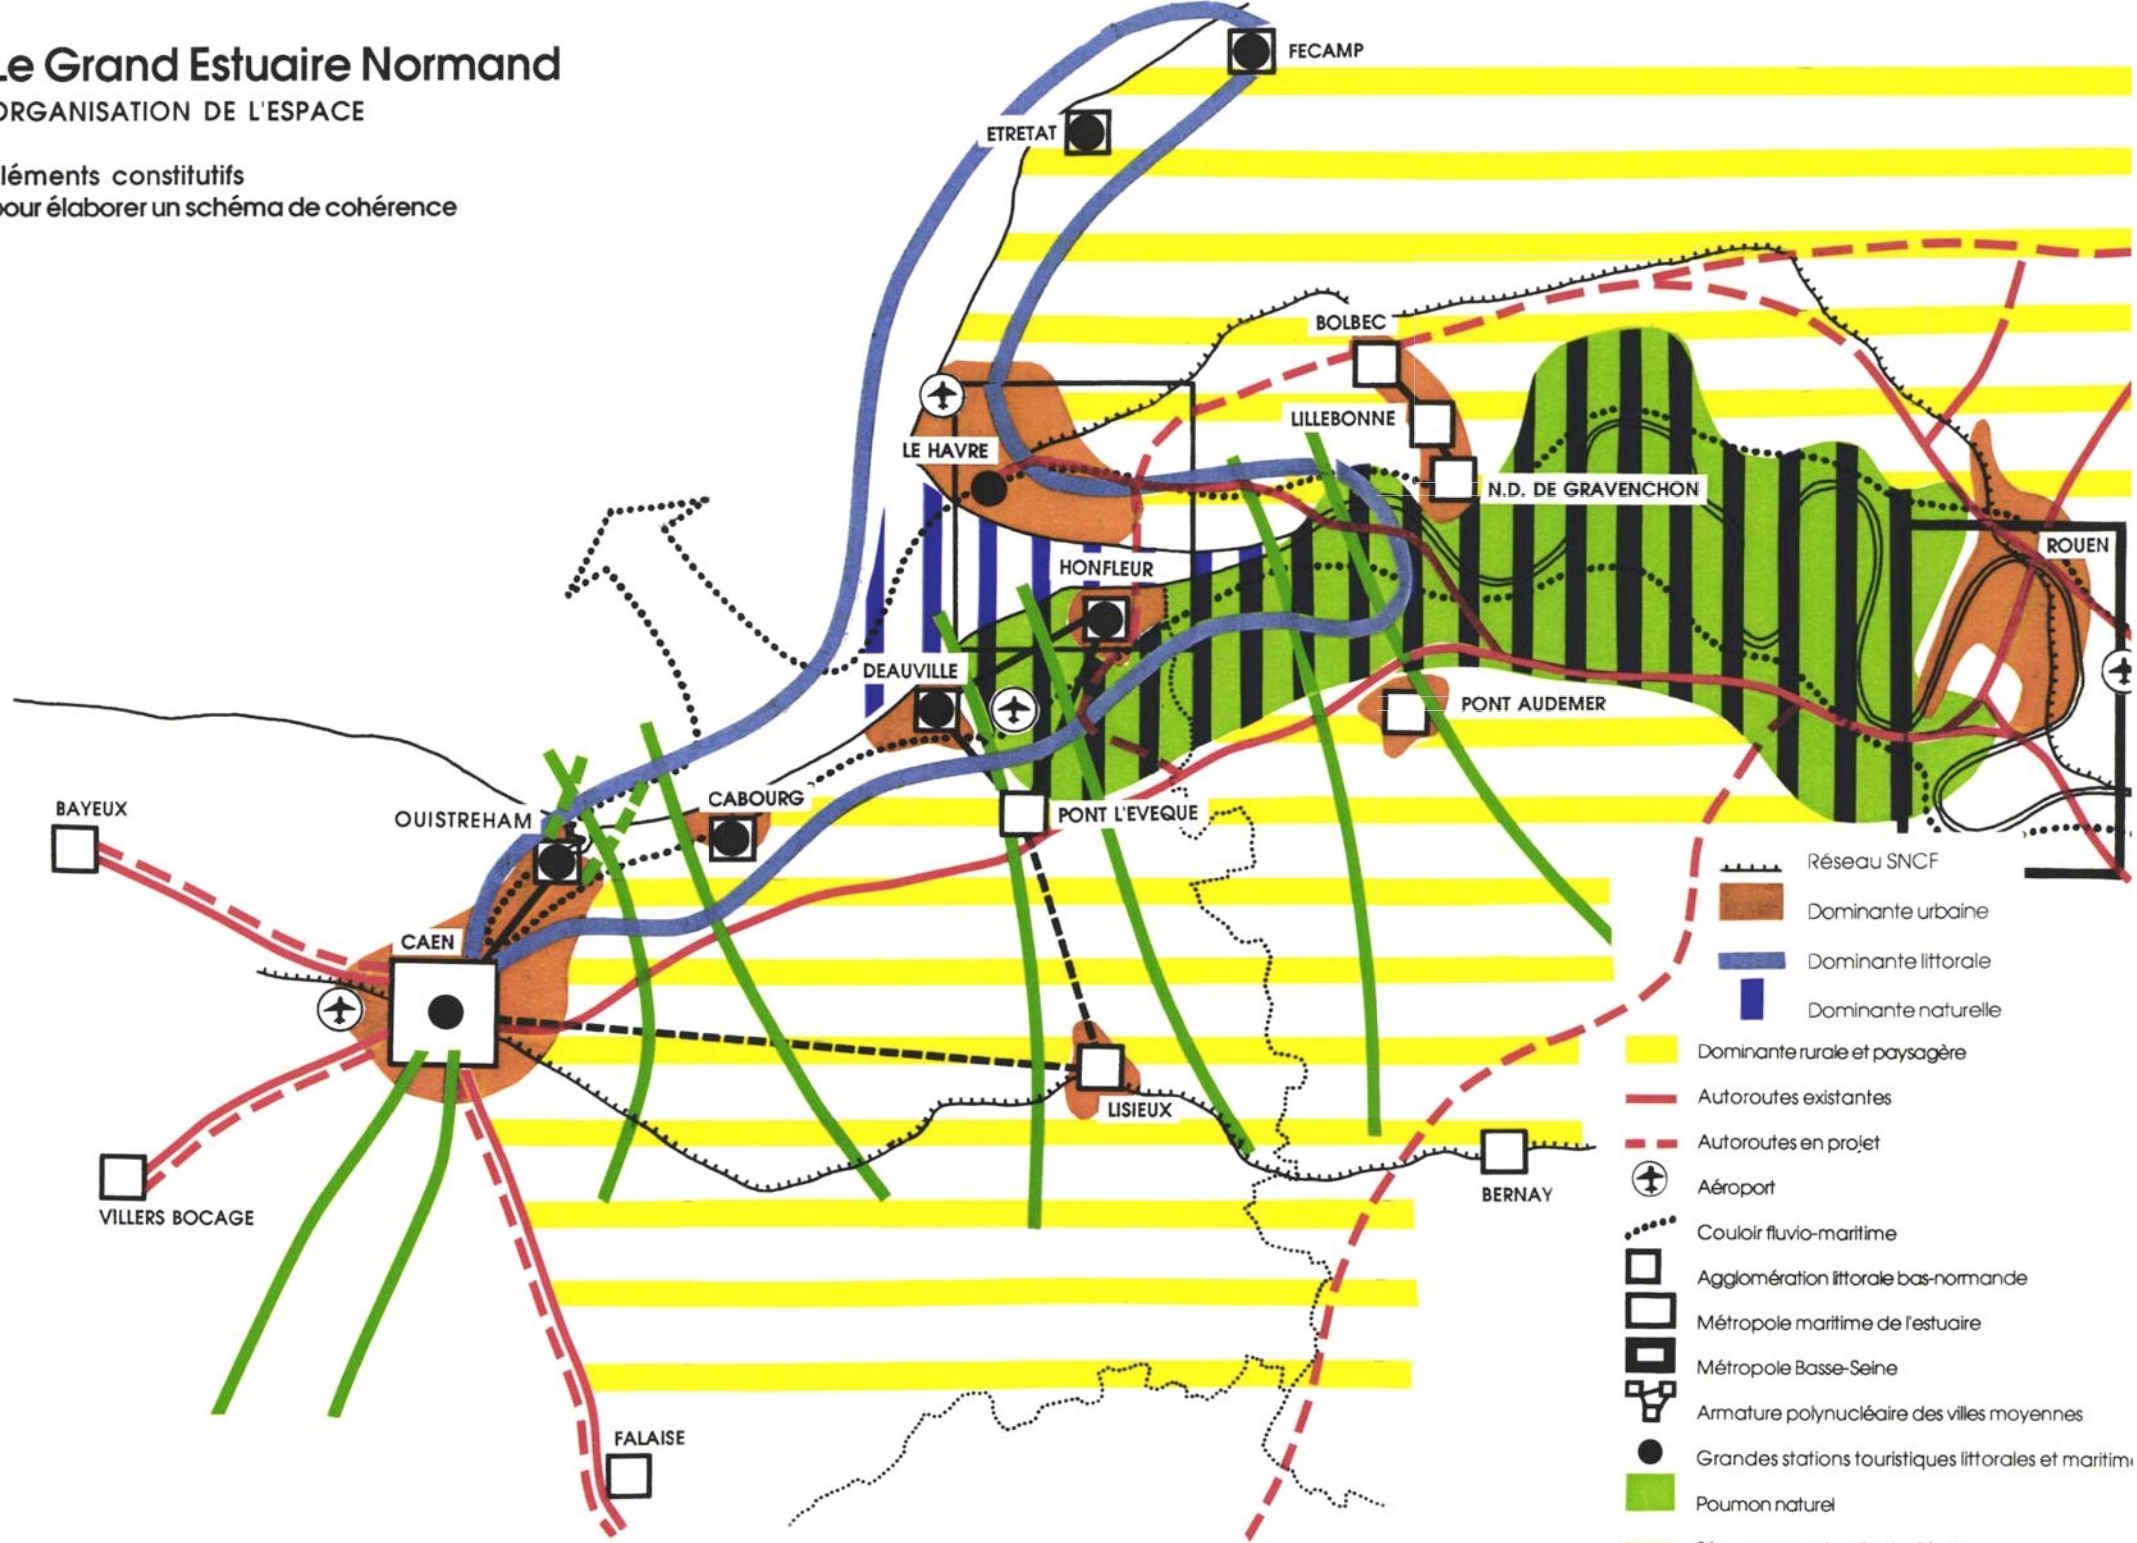 Le Grand Estuaire Normand
ORGANISATION DE L'ESPACE
léments constitutifs
pour élaborer un schéma de cohérence
FECAMP
ETRETAT
BOLBEC
LILLEBONNE
LE HAVRE
N.D. DE GRAVENCHON
ROUEN
HONFLEUR
DEAUVILLE
PONT AUDEMER
CABOURG
PONT L'EVEQUE
BAYEUX
OUISTREHAM
CAEN
LISIEUX
BERNAY
VILLERS BOCAGE
FALAISE
Réseau SNCF
Dominante urbaine
Dominante littorale
Dominante naturelle
Dominante rurale et paysagère
Autoroutes existantes
Autoroutes en projet
Aéroport
Couloir fluvio-maritime
Agglomération littorale bas-normande
Métropole maritime de l'estuaire
Métropole Basse-Seine
Armature polynucléaire des villes moyennes
Grandes stations touristiques littorales et maritim
Poumon naturel